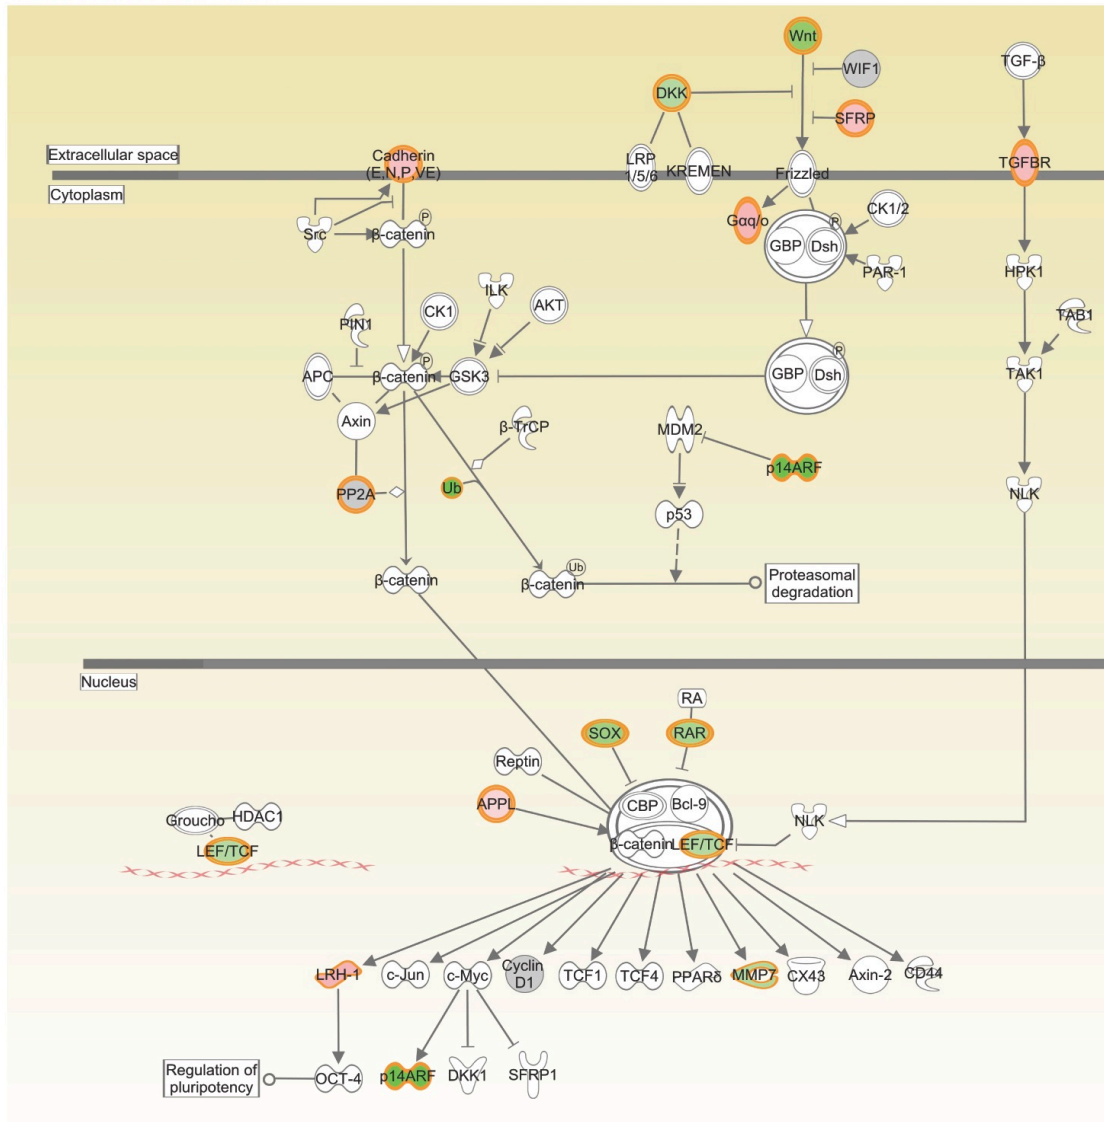 Wnt
WIF1
TGF-β
DKK
SFRP
Extracellular space
Cadherin
(E,N,P,VE)
LRP
1/5/6
KREMEN
Frizzled
TGFBR
Cytoplasm
Gαq/o
CK1/2
P
Src
β-catenin
P
GBP
Dsh
PAR-1
HPK1
ILK
AKT
CK1
PIN1
TAB1
P
P
APC
β-catenin
GSK3
GBP
Dsh
TAK1
Axin
β-TrCP
MDM2
p14ARF
PP2A
Ub
NLK
p53
β-catenin
β-catenin
Ub
Proteasomal
degradation
Nucleus
RA
SOX
RAR
Reptin
APPL
CBP
Bcl-9
Groucho
HDAC1
NLK
LEF/TCF
β-catenin
LEF/TCF
LRH-1
c-Jun
c-Myc
Cyclin
D1
TCF1
TCF4
PPARδ
MMP7
CX43
Axin-2
CD44
Regulation of
pluripotency
OCT-4
p14ARF
DKK1
SFRP1